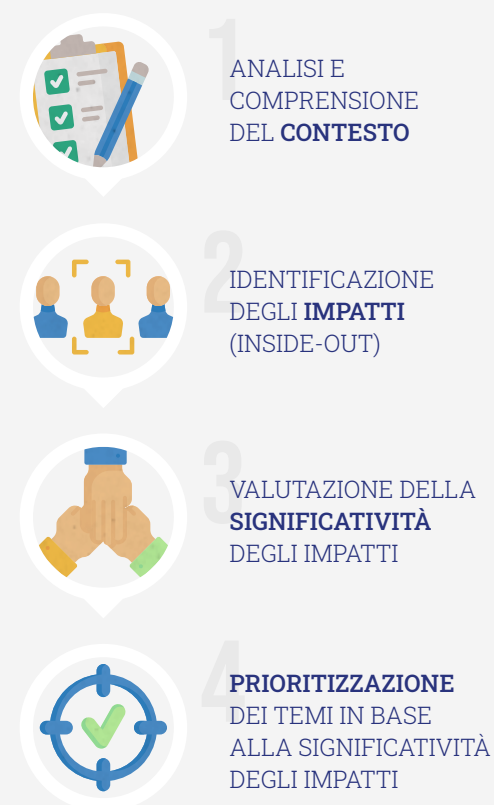 1
ANALISI E
COMPRENSIONE
DEL CONTESTO
2
IDENTIFICAZIONE
DEGLI IMPATTI
(INSIDE-OUT)
3
VALUTAZIONE DELLA
SIGNIFICATIVITÀ
DEGLI IMPATTI
4
PRIORITIZZAZIONE
DEI TEMI IN BASE
ALLA SIGNIFICATIVITÀ
DEGLI IMPATTI